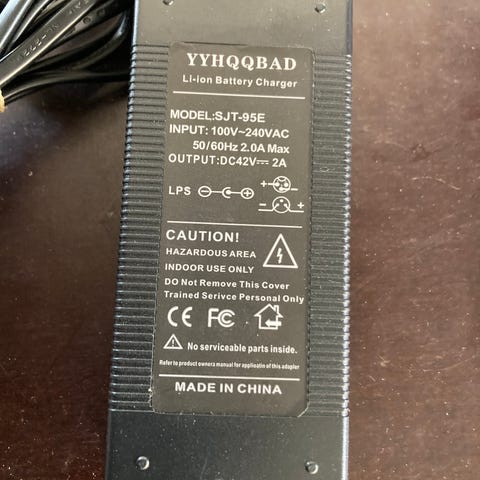 YYHQQBAD
Li-ion Battery Charger
MODEL:SJT-95E
INPUT: 100V~240VAC
50/60Hz 2.0A Max
OUTPUT:DC42V⎓ 2A
LPS
CAUTION!
HAZARDOUS AREA
INDOOR USE ONLY
DO Not Remove This Cover
Trained Serivce Personal Only
CE FC
No serviceable parts inside.
Refer to product owners manual for applicatin of this adapter
MADE IN CHINA